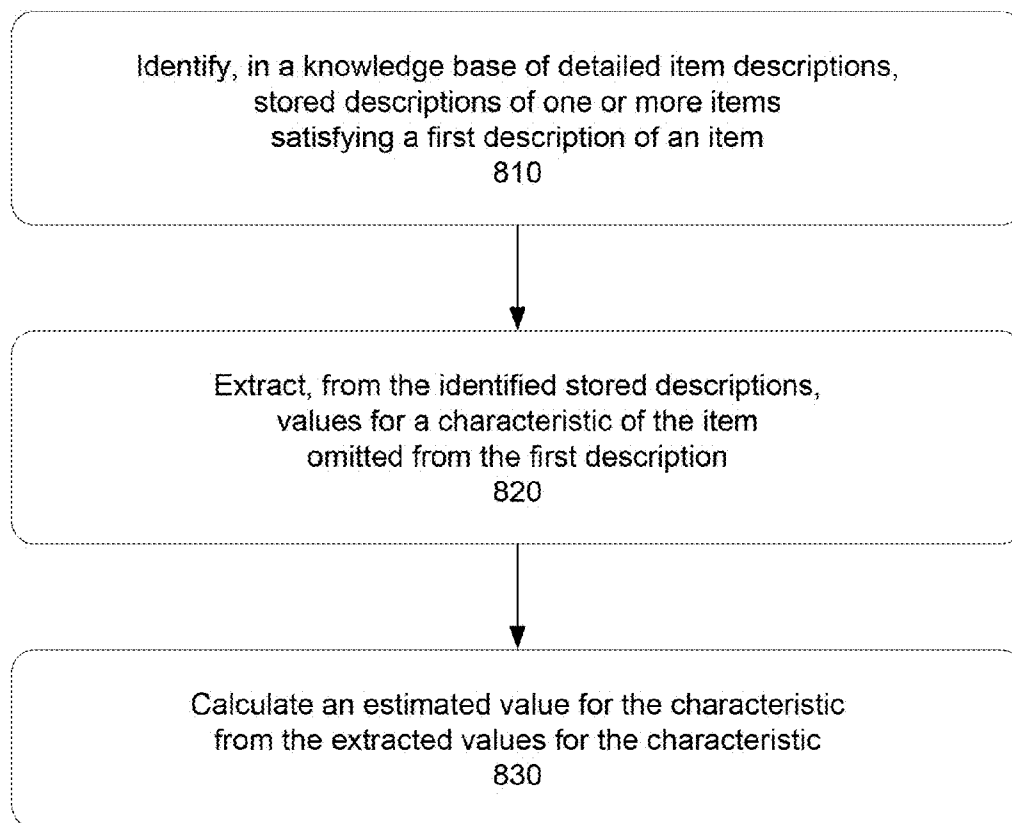 Identify, in a knowledge base of detailed item descriptions,
stored descriptions of one or more items
satisfying a first description of an item
810
Extract, from the identified stored descriptions,
values for a characteristic of the item
omitted from the first description
820
Calculate an estimated value for the characteristic
from the extracted values for the characteristic
830